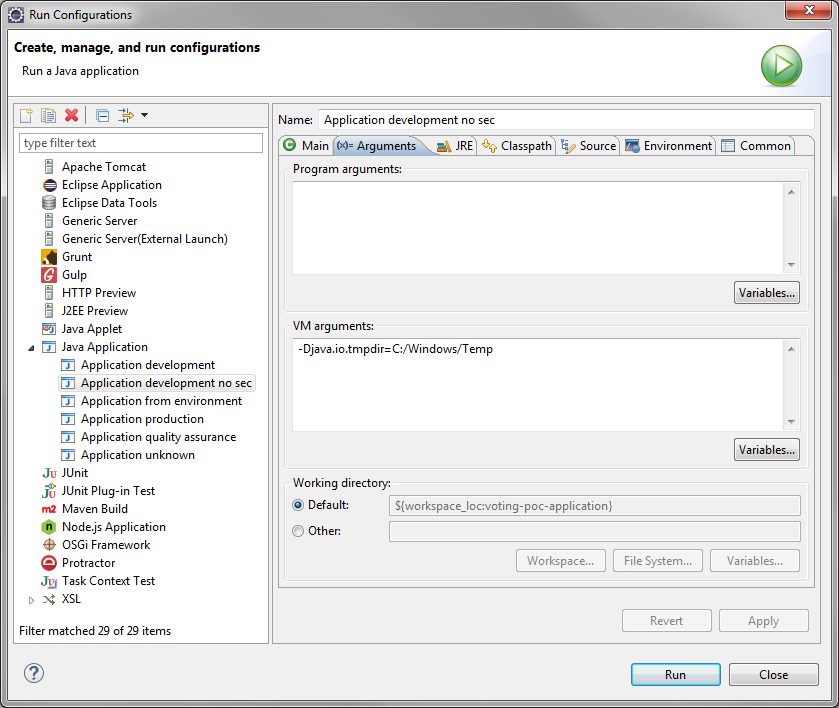 Run Configurations
Create, manage, and run configurations
Run a Java application
type filter text
Apache Tomcat
Eclipse Application
Eclipse Data Tools
Generic Server
Generic Server(External Launch)
Grunt
Gulp
HTTP Preview
J2EE Preview
Java Applet
Java Application
Application development
Application development no sec
Application from environment
Application production
Application quality assurance
Application unknown
JUnit
JUnit Plug-in Test
Maven Build
Node.js Application
OSGi Framework
Protractor
Task Context Test
XSL
Filter matched 29 of 29 items
Name: Application development no sec
Main (x)= Arguments JRE Classpath Source Environment Common
Program arguments:
Variables...
VM arguments:
-Djava.io.tmpdir=C:/Windows/Temp
Variables...
Working directory:
Default: ${workspace_loc:voting-poc-application}
Other:
Workspace... File System... Variables...
Revert Apply
Run Close